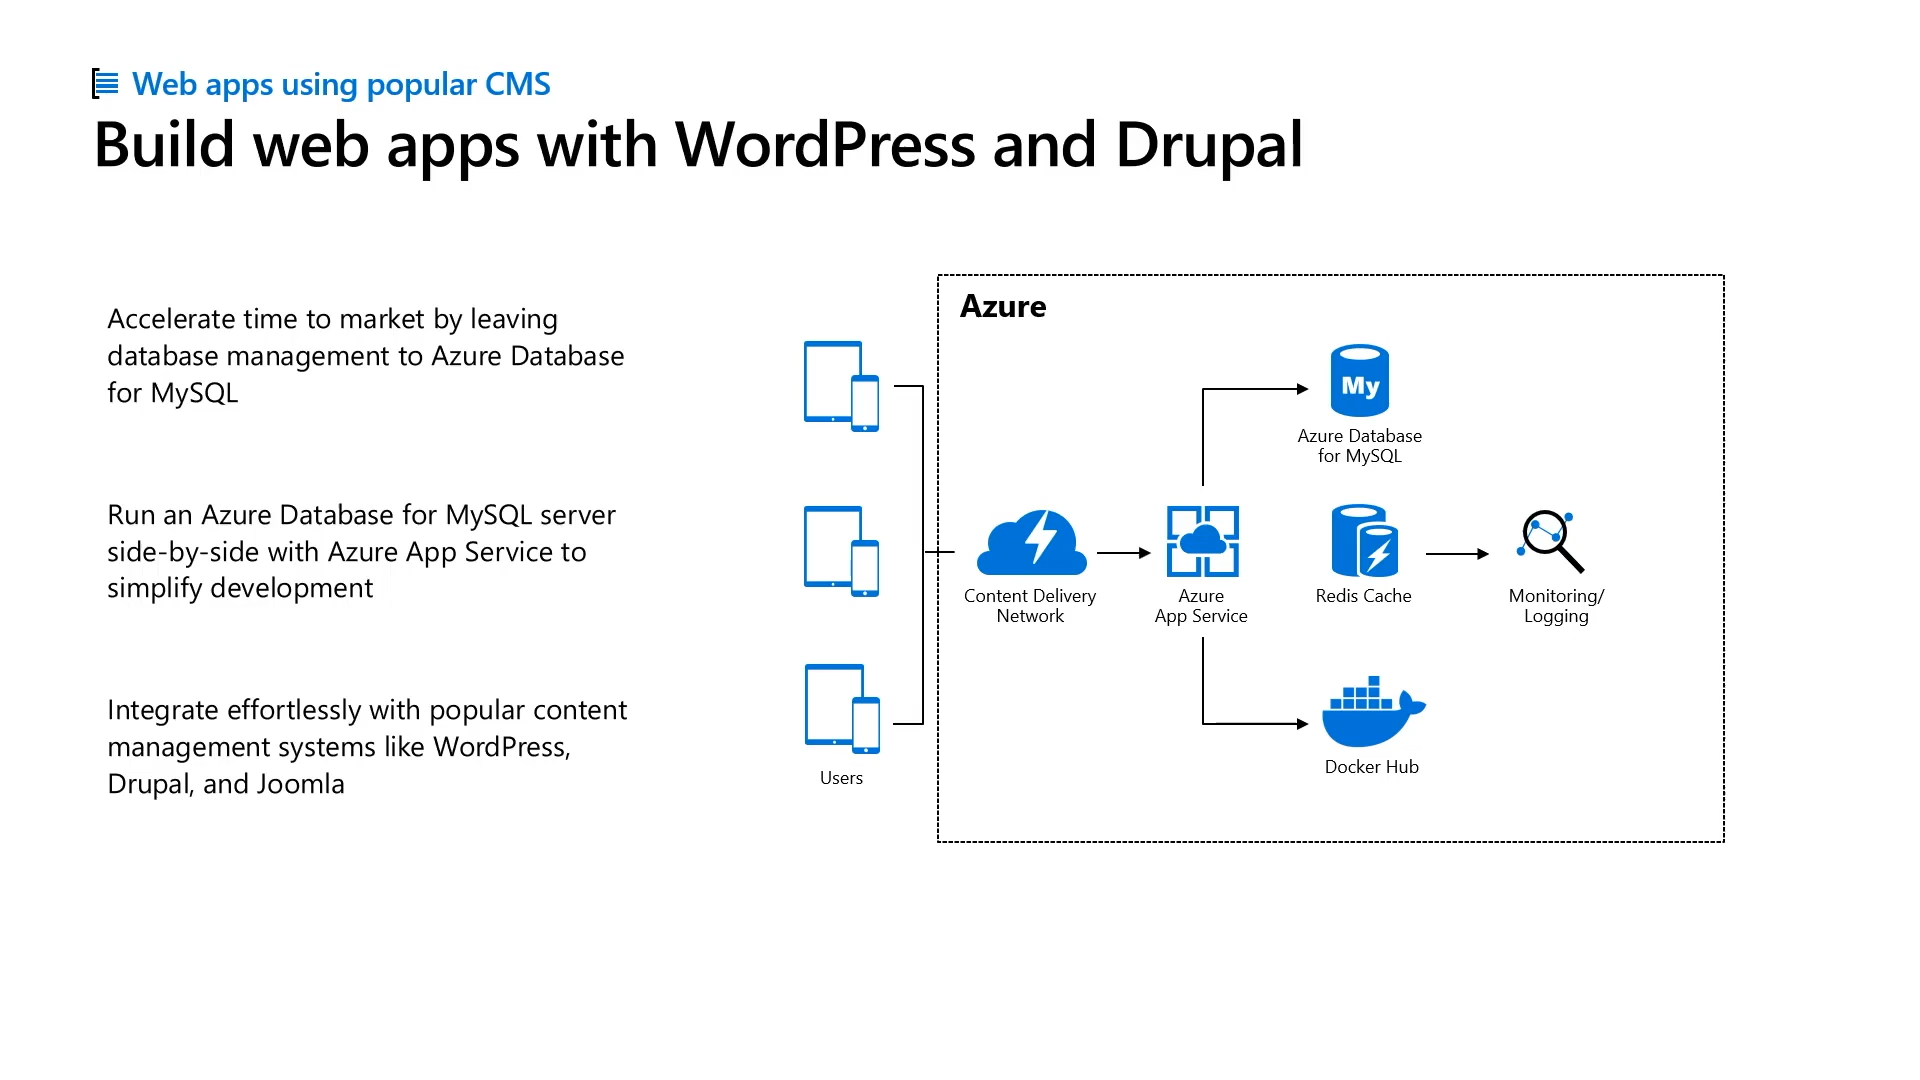 Web apps using popular CMS
Build web apps with WordPress and Drupal
Accelerate time to market by leaving
database management to Azure Database
for MySQL
Run an Azure Database for MySQL server
side-by-side with Azure App Service to
simplify development
Integrate effortlessly with popular content
management systems like WordPress,
Drupal, and Joomla
Users
Azure
Content Delivery
Network
Azure
App Service
My
Azure Database
for MySQL
Redis Cache
Monitoring/
Logging
Docker Hub